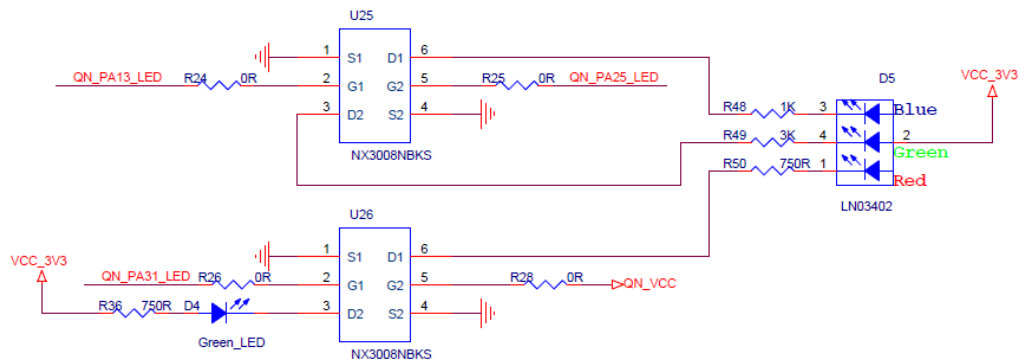 U25
1 S1 D1 6
QN_PA13_LED R24 0R 2 G1 G2 5 R25 0R QN_PA25_LED
3 D2 S2 4
NX3008NBKS
D5
VCC_3V3
R48 1K 3 Blue
R49 3K 4 2
Green
R50 750R 1
Red
LN03402
U26
1 S1 D1 6
VCC_3V3
QN_PA31_LED R26 0R 2 G1 G2 5 R28 0R QN_VCC
R36 750R D4 3 D2 S2 4
Green_LED
NX3008NBKS